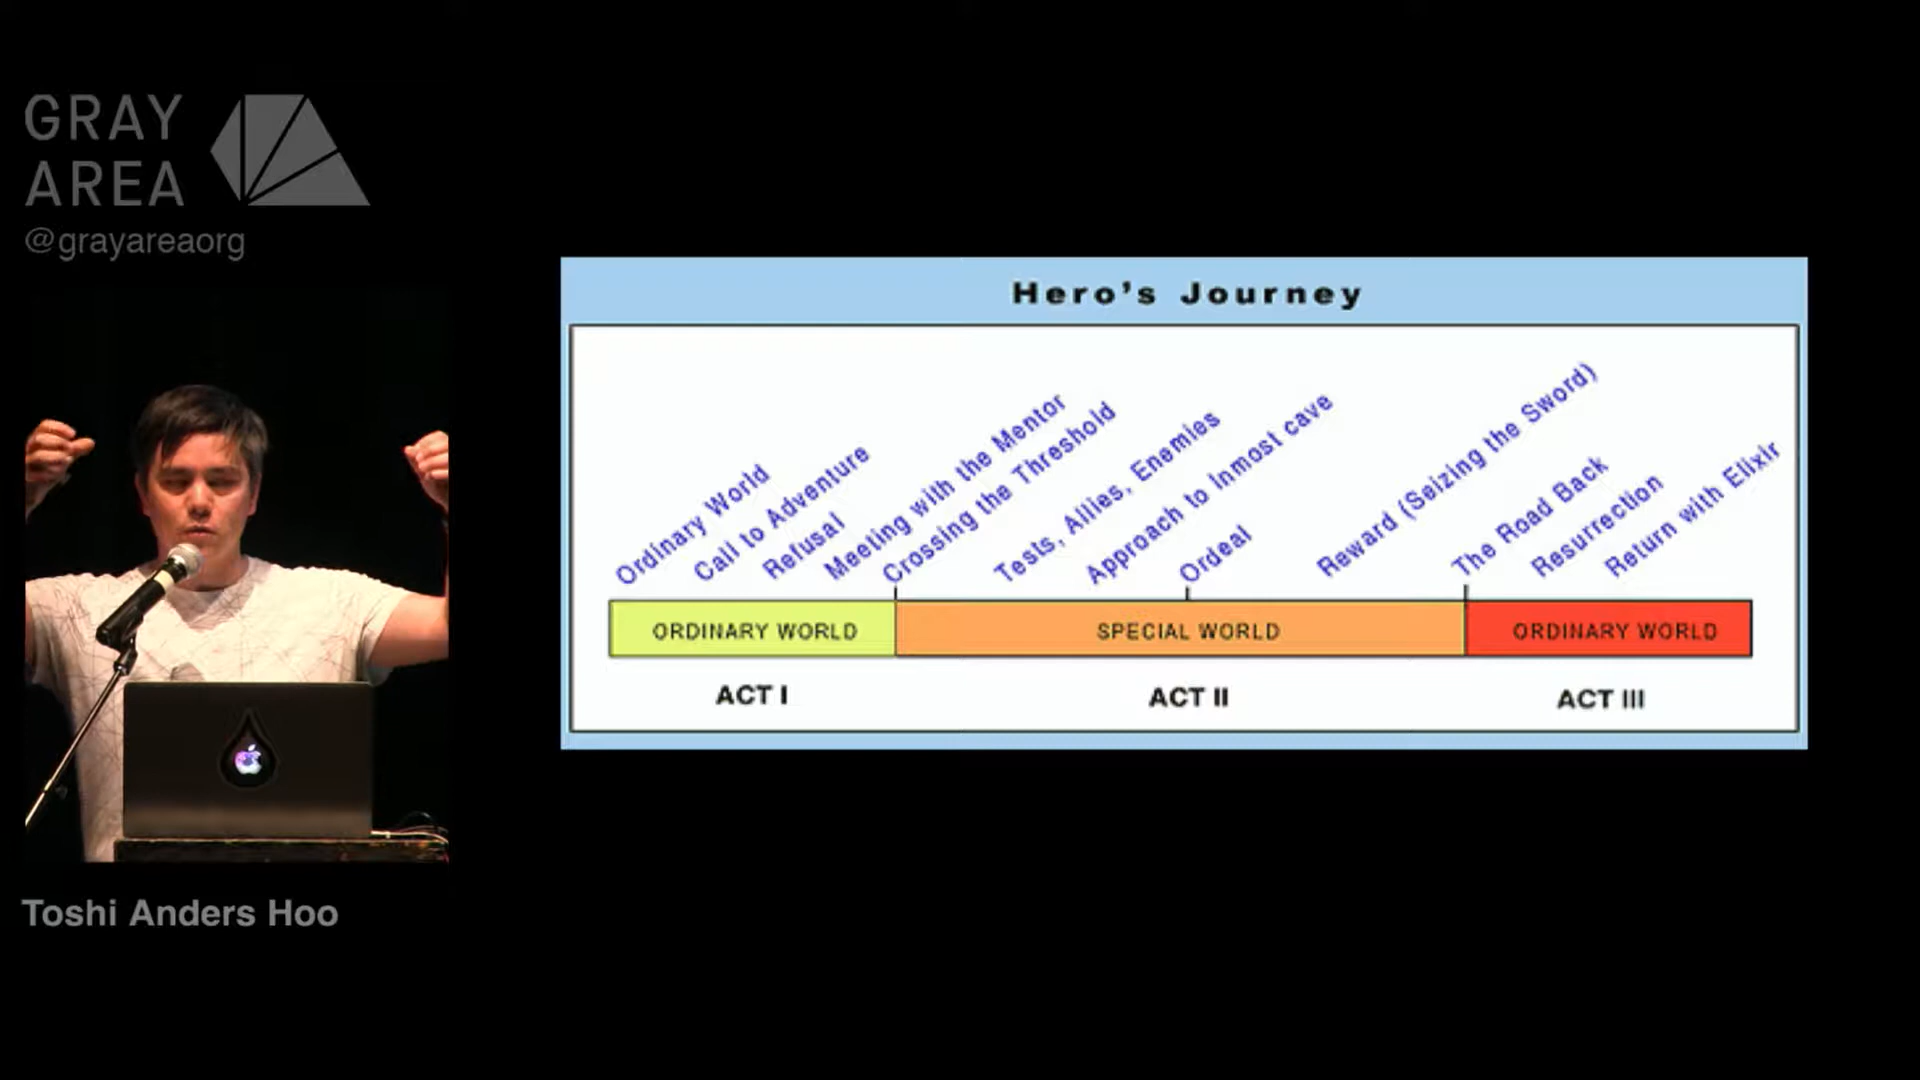 GRAY
AREA
@grayareaorg
Hero's Journey
Ordinary World
Call to Adventure
Refusal
Meeting with the Mentor
Crossing the Threshold
Tests, Allies, Enemies
Approach to Inmost cave
Ordeal
Reward (Seizing the Sword)
The Road Back
Resurrection
Return with Elixir
ORDINARY WORLD
SPECIAL WORLD
ORDINARY WORLD
ACT I
ACT II
ACT III
Toshi Anders Hoo